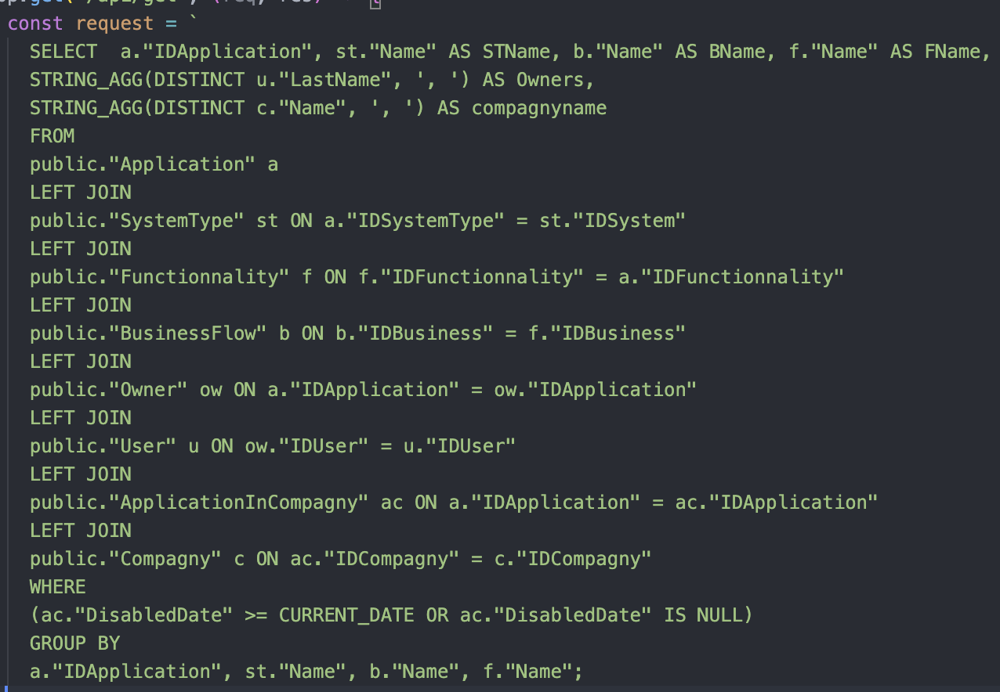 const request = `
SELECT  a."IDApplication", st."Name" AS STName, b."Name" AS BName, f."Name" AS FName,
STRING_AGG(DISTINCT u."LastName", ', ') AS Owners,
STRING_AGG(DISTINCT c."Name", ', ') AS compagnyname
FROM
public."Application" a
LEFT JOIN
public."SystemType" st ON a."IDSystemType" = st."IDSystem"
LEFT JOIN
public."Functionnality" f ON f."IDFunctionnality" = a."IDFunctionnality"
LEFT JOIN
public."BusinessFlow" b ON b."IDBusiness" = f."IDBusiness"
LEFT JOIN
public."Owner" ow ON a."IDApplication" = ow."IDApplication"
LEFT JOIN
public."User" u ON ow."IDUser" = u."IDUser"
LEFT JOIN
public."ApplicationInCompagny" ac ON a."IDApplication" = ac."IDApplication"
LEFT JOIN
public."Compagny" c ON ac."IDCompagny" = c."IDCompagny"
WHERE
(ac."DisabledDate" >= CURRENT_DATE OR ac."DisabledDate" IS NULL)
GROUP BY
a."IDApplication", st."Name", b."Name", f."Name";